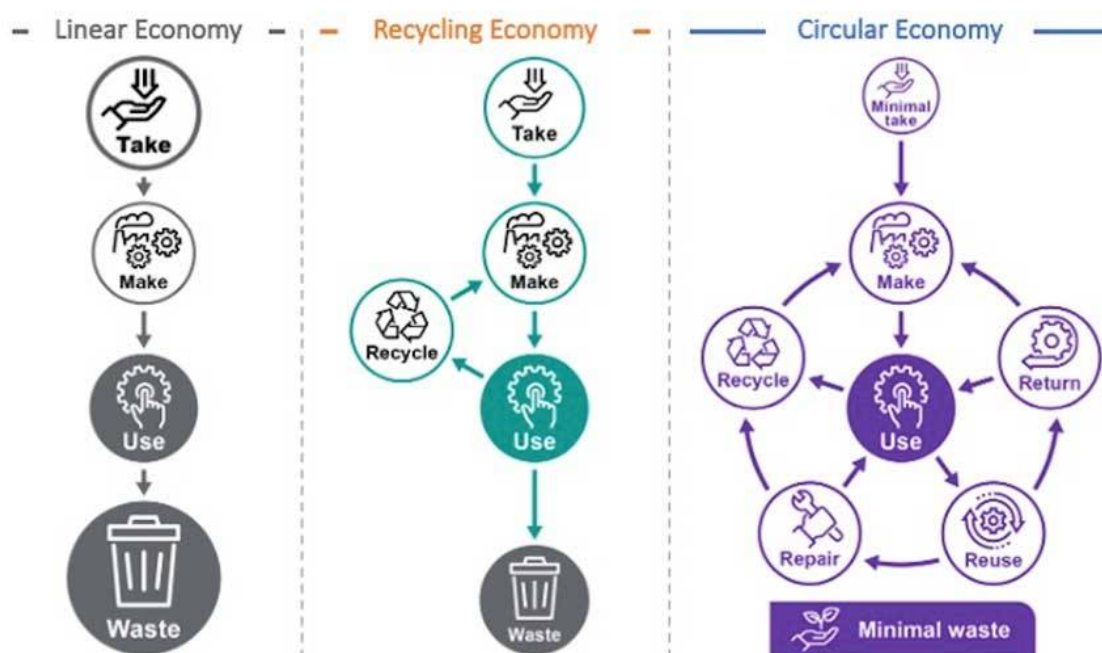 Linear Economy
Take
Make
Use
Waste
Recycling Economy
Take
Make
Recycle
Use
Waste
Circular Economy
Minimal
take
Make
Recycle
Return
Use
Repair
Reuse
Minimal waste